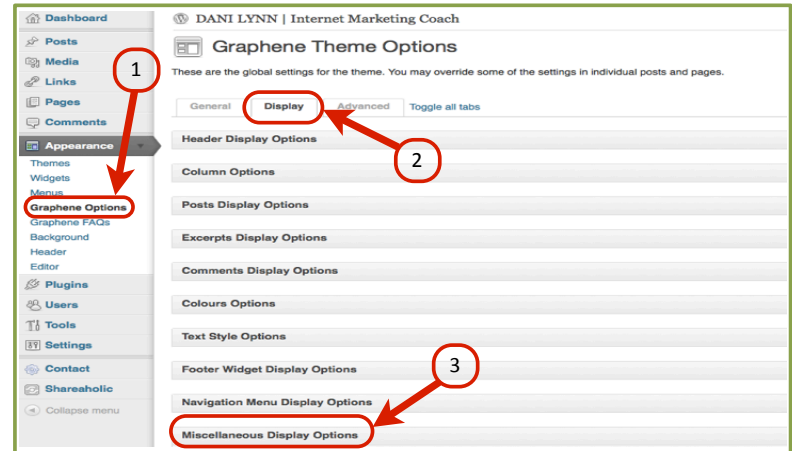 Dashboard
Posts
Media
Links
Pages
Comments
Appearance
Themes
Widgets
Menus
Graphene Options
Graphene FAQs
Background
Header
Editor
Plugins
Users
Tools
Settings
Contact
Shareaholic
Collapse menu
DANI LYNN | Internet Marketing Coach
Graphene Theme Options
These are the global settings for the theme. You may override some of the settings in individual posts and pages.
General Display Advanced Toggle all tabs
Header Display Options
Column Options
Posts Display Options
Excerpts Display Options
Comments Display Options
Colours Options
Text Style Options
Footer Widget Display Options
Navigation Menu Display Options
Miscellaneous Display Options
1
2
3